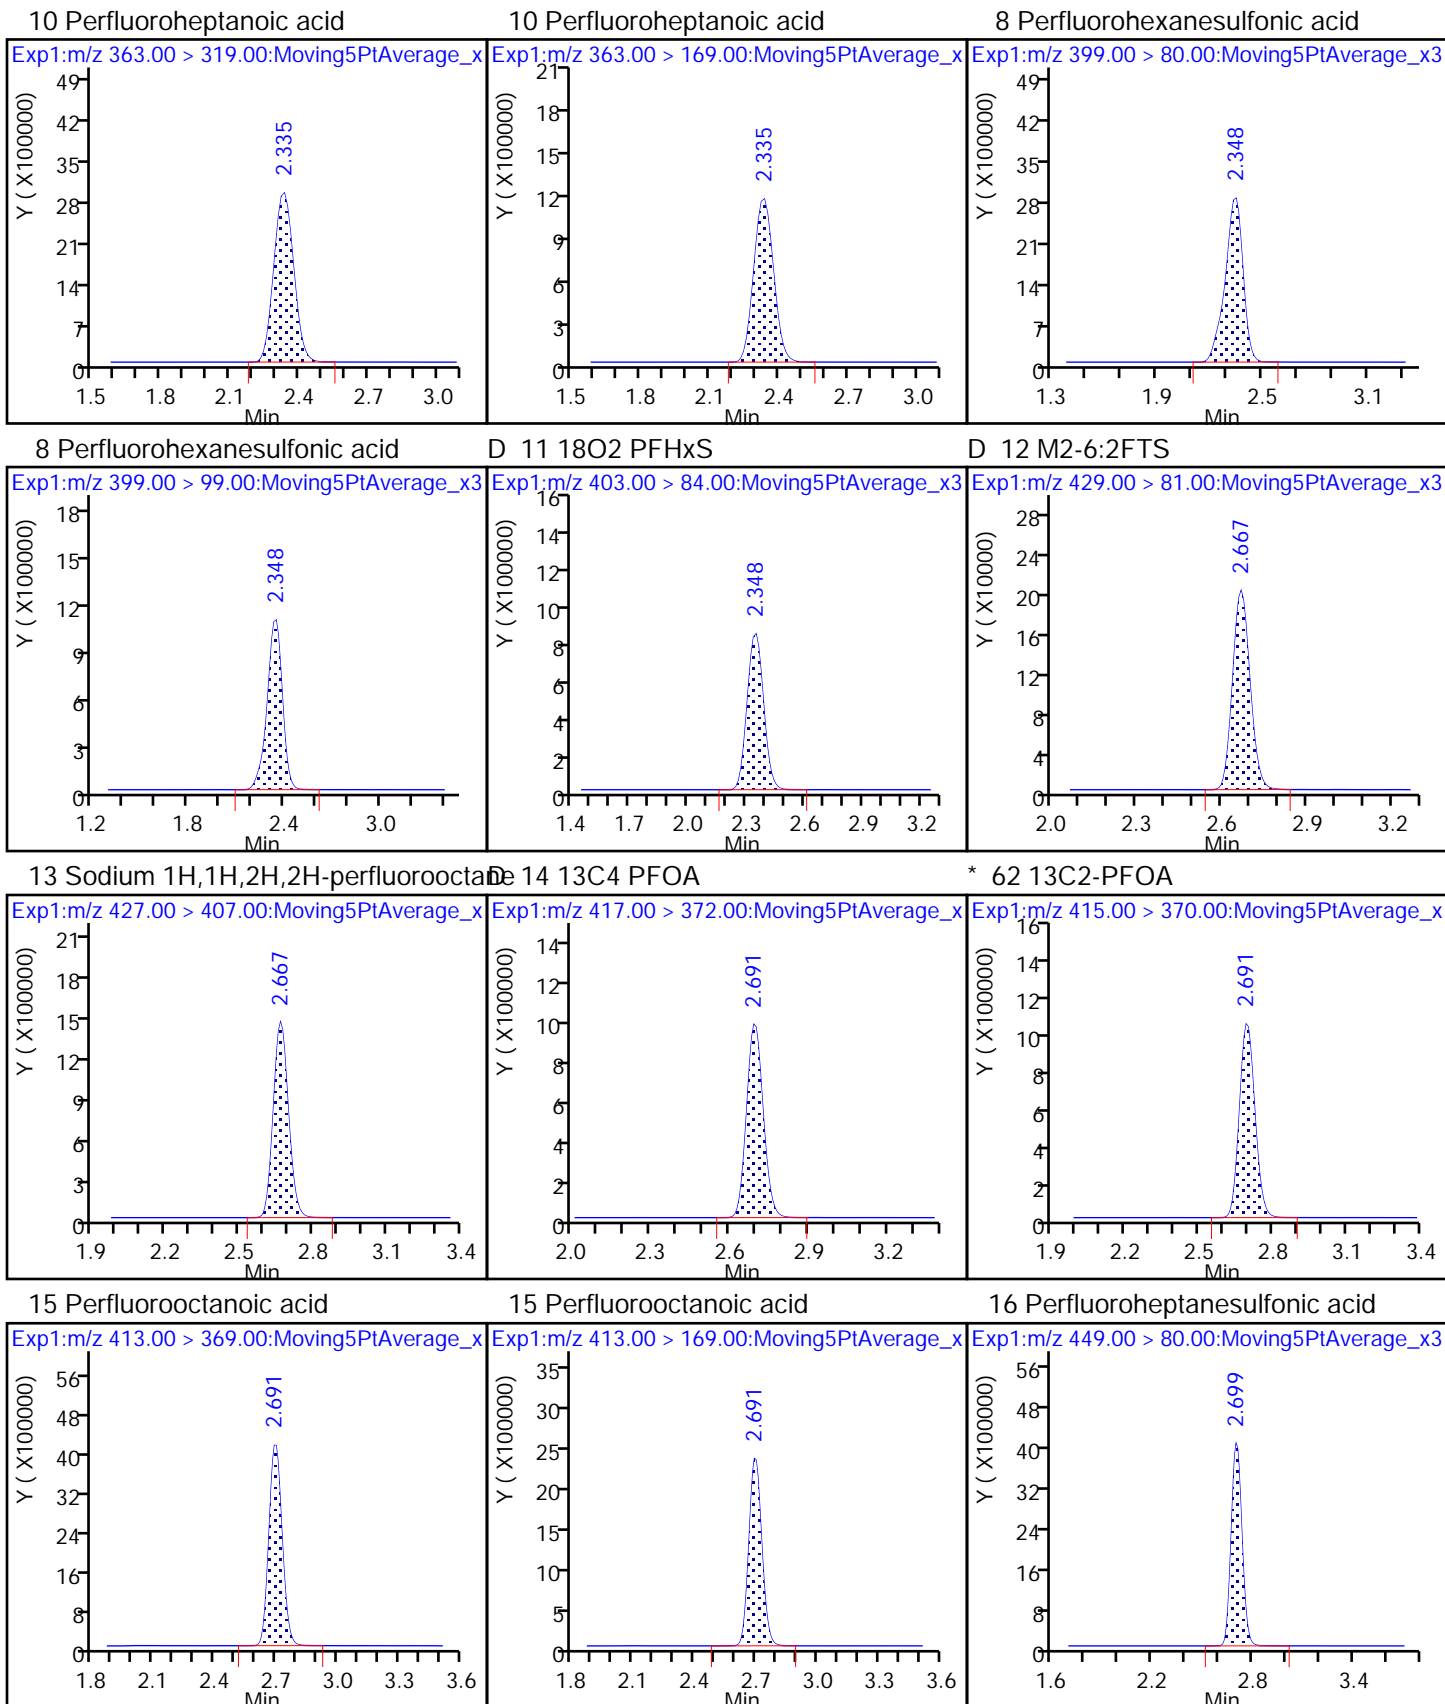 10 Perfluoroheptanoic acid
Exp1:m/z 363.00 > 319.00:Moving5PtAverage_x
Y ( X100000)
49
42
35
28
21
14
7
0
2.335
1.5 1.8 2.1 2.4 2.7 3.0
Min
10 Perfluoroheptanoic acid
Exp1:m/z 363.00 > 169.00:Moving5PtAverage_x
Y ( X100000)
21
18
15
12
9
6
3
0
2.335
1.5 1.8 2.1 2.4 2.7 3.0
Min
8 Perfluorohexanesulfonic acid
Exp1:m/z 399.00 > 80.00:Moving5PtAverage_x3
Y ( X100000)
49
42
35
28
21
14
7
0
2.348
1.3 1.9 2.5 3.1
Min
8 Perfluorohexanesulfonic acid
Exp1:m/z 399.00 > 99.00:Moving5PtAverage_x3
Y ( X100000)
18
15
12
9
6
3
0
2.348
1.2 1.8 2.4 3.0
Min
D 11 18O2 PFHxS
Exp1:m/z 403.00 > 84.00:Moving5PtAverage_x3
Y ( X100000)
16
14
12
10
8
6
4
2
0
2.348
1.4 1.7 2.0 2.3 2.6 2.9 3.2
Min
D 12 M2-6:2FTS
Exp1:m/z 429.00 > 81.00:Moving5PtAverage_x3
Y ( X10000)
28
24
20
16
12
8
4
0
2.667
2.0 2.3 2.6 2.9 3.2
Min
13 Sodium 1H,1H,2H,2H-perfluorooctane
Exp1:m/z 427.00 > 407.00:Moving5PtAverage_x
Y ( X100000)
21
18
15
12
9
6
3
0
2.667
1.9 2.2 2.5 2.8 3.1 3.4
Min
D 14 13C4 PFOA
Exp1:m/z 417.00 > 372.00:Moving5PtAverage_x
Y ( X100000)
14
12
10
8
6
4
2
0
2.691
2.0 2.3 2.6 2.9 3.2
Min
* 62 13C2-PFOA
Exp1:m/z 415.00 > 370.00:Moving5PtAverage_x
Y ( X100000)
16
14
12
10
8
6
4
2
0
2.691
1.9 2.2 2.5 2.8 3.1 3.4
Min
15 Perfluorooctanoic acid
Exp1:m/z 413.00 > 369.00:Moving5PtAverage_x
Y ( X100000)
56
48
40
32
24
16
8
0
2.691
1.8 2.1 2.4 2.7 3.0 3.3 3.6
Min
15 Perfluorooctanoic acid
Exp1:m/z 413.00 > 169.00:Moving5PtAverage_x
Y ( X100000)
35
30
25
20
15
10
5
0
2.691
1.8 2.1 2.4 2.7 3.0 3.3 3.6
Min
16 Perfluoroheptanesulfonic acid
Exp1:m/z 449.00 > 80.00:Moving5PtAverage_x3
Y ( X100000)
56
48
40
32
24
16
8
0
2.699
1.6 2.2 2.8 3.4
Min